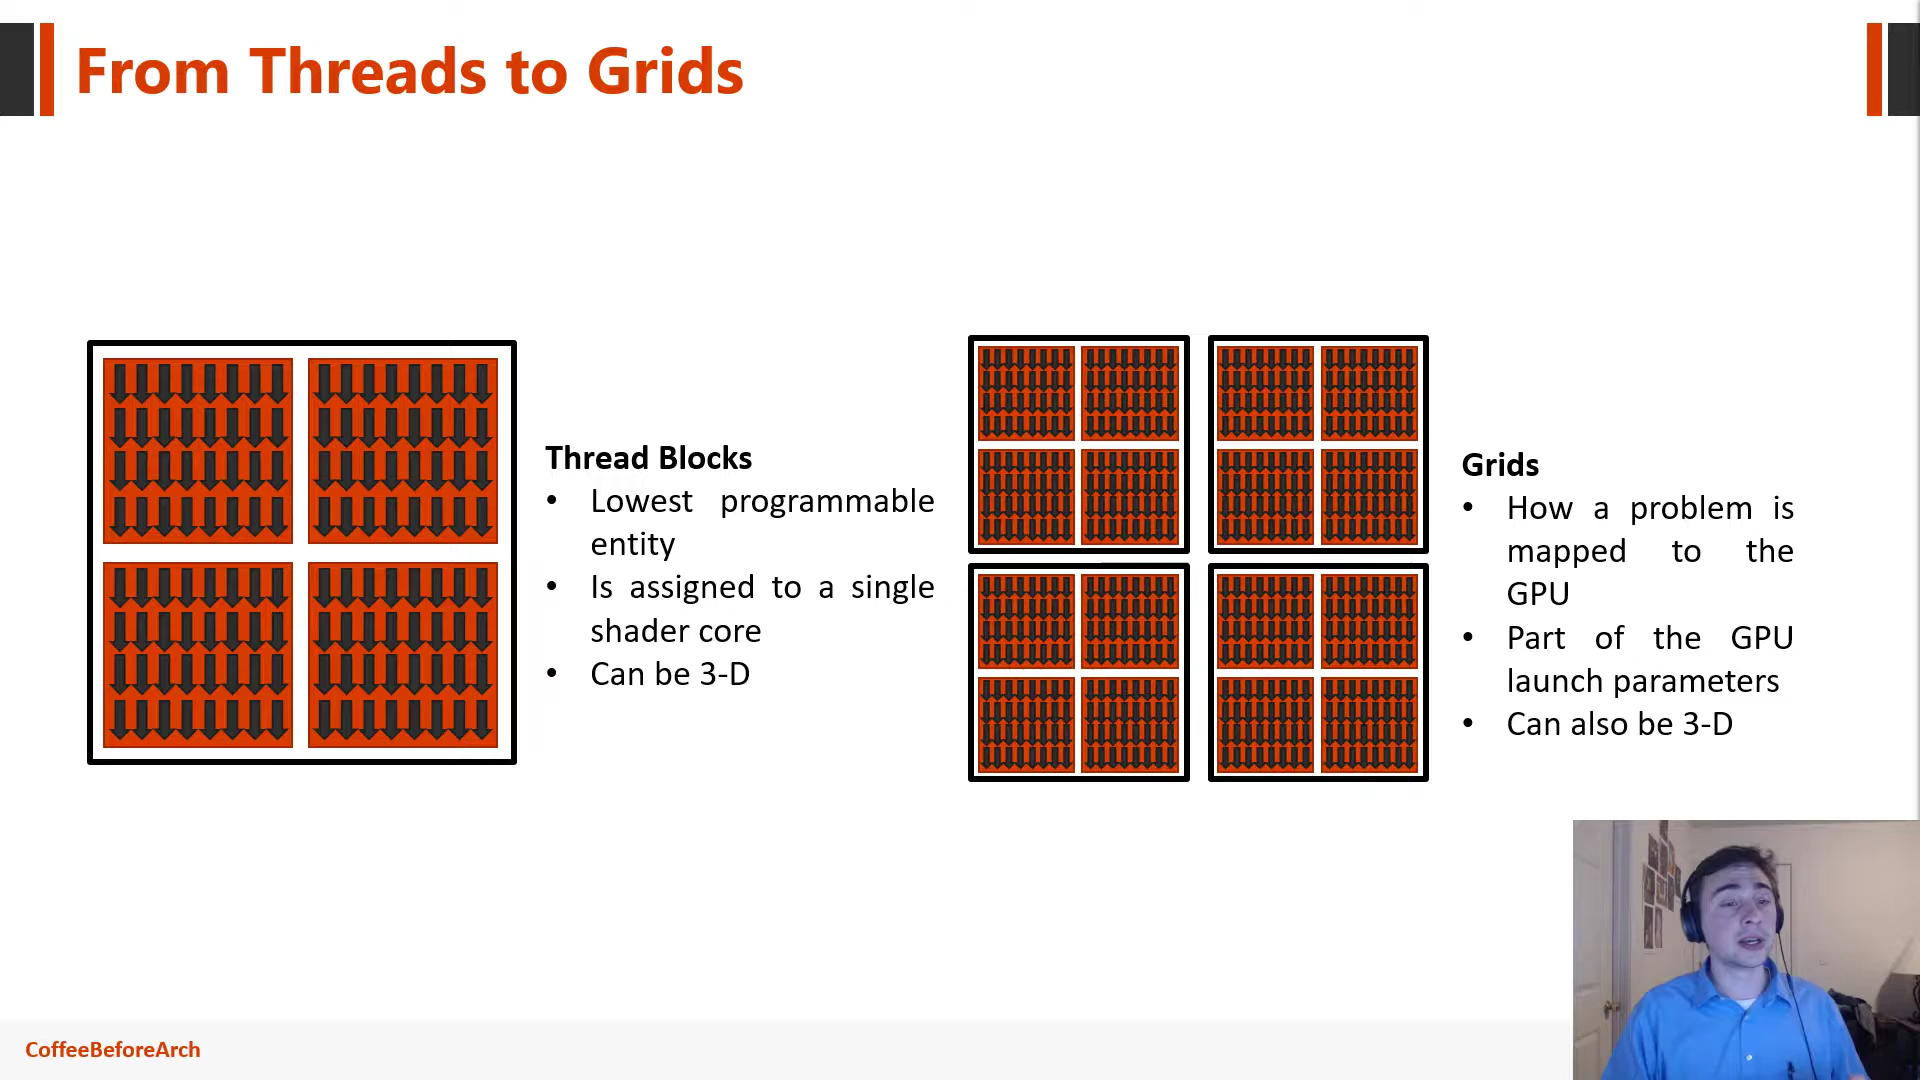 From Threads to Grids
Thread Blocks
• Lowest programmable
entity
• Is assigned to a single
shader core
• Can be 3-D
Grids
• How a problem is
mapped to the
GPU
• Part of the GPU
launch parameters
• Can also be 3-D
CoffeeBeforeArch